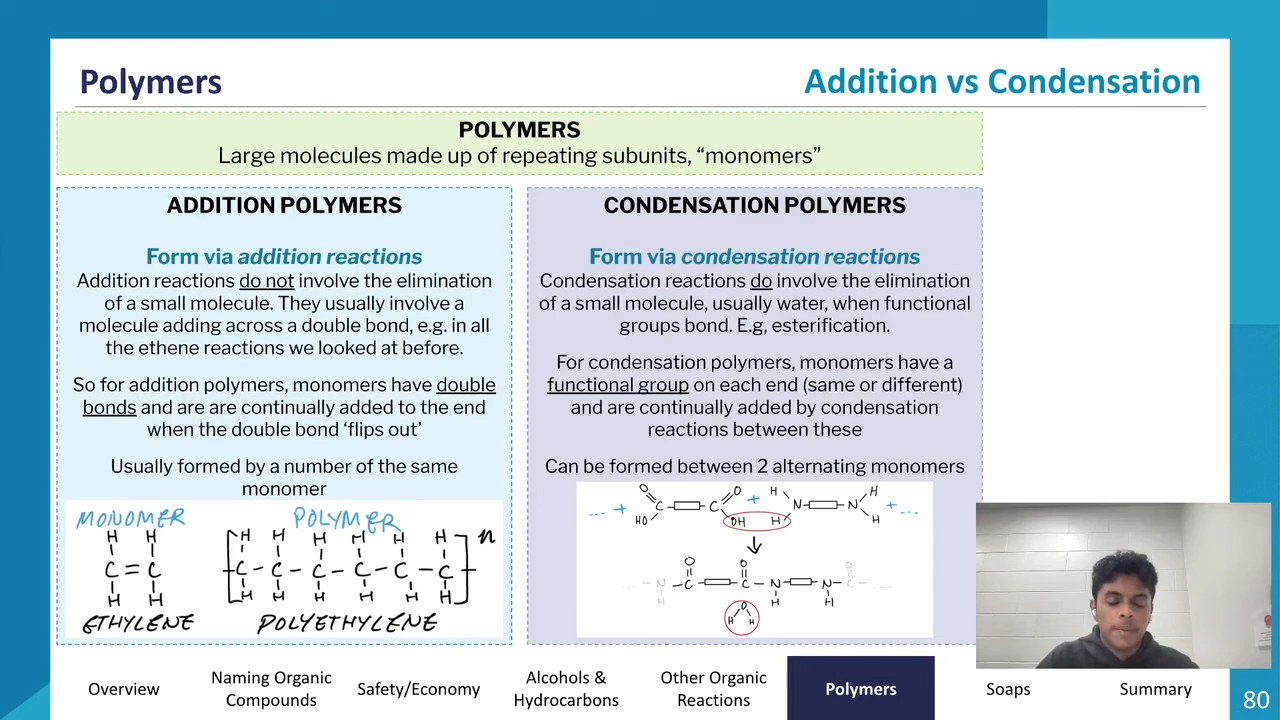 Polymers
Addition vs Condensation
POLYMERS
Large molecules made up of repeating subunits, “monomers”
ADDITION POLYMERS
Form via addition reactions
Addition reactions do not involve the elimination
of a small molecule. They usually involve a
molecule adding across a double bond, e.g. in all
the ethene reactions we looked at before.
So for addition polymers, monomers have double
bonds and are are continually added to the end
when the double bond ‘flips out’
Usually formed by a number of the same
monomer
MONOMER
POLYMER
H H
C = C
H H
ETHYLENE
H H H H H H n
C - C - C - C - C - C
H H H H H H
POLYETHYLENE
CONDENSATION POLYMERS
Form via condensation reactions
Condensation reactions do involve the elimination
of a small molecule, usually water, when functional
groups bond. E.g, esterification.
For condensation polymers, monomers have a
functional group on each end (same or different)
and are continually added by condensation
reactions between these
Can be formed between 2 alternating monomers
O O H H
... + C C + N N + ...
HO OH H H
O O
... N C C N N C ...
H H H
O
H H
Overview
Naming Organic
Compounds
Safety/Economy
Alcohols &
Hydrocarbons
Other Organic
Reactions
Polymers
Soaps
Summary
80